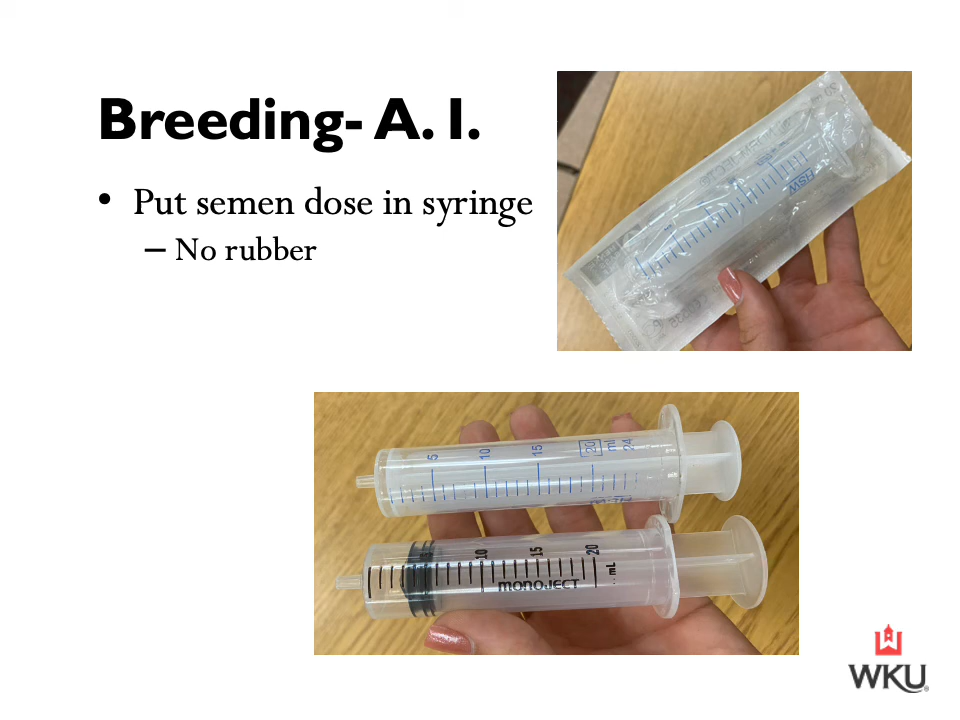 Breeding- A. I.
• Put semen dose in syringe
– No rubber
HSW
5 10 15 20 ml 24
10 15 20 mL
MONOJECT
WKU®